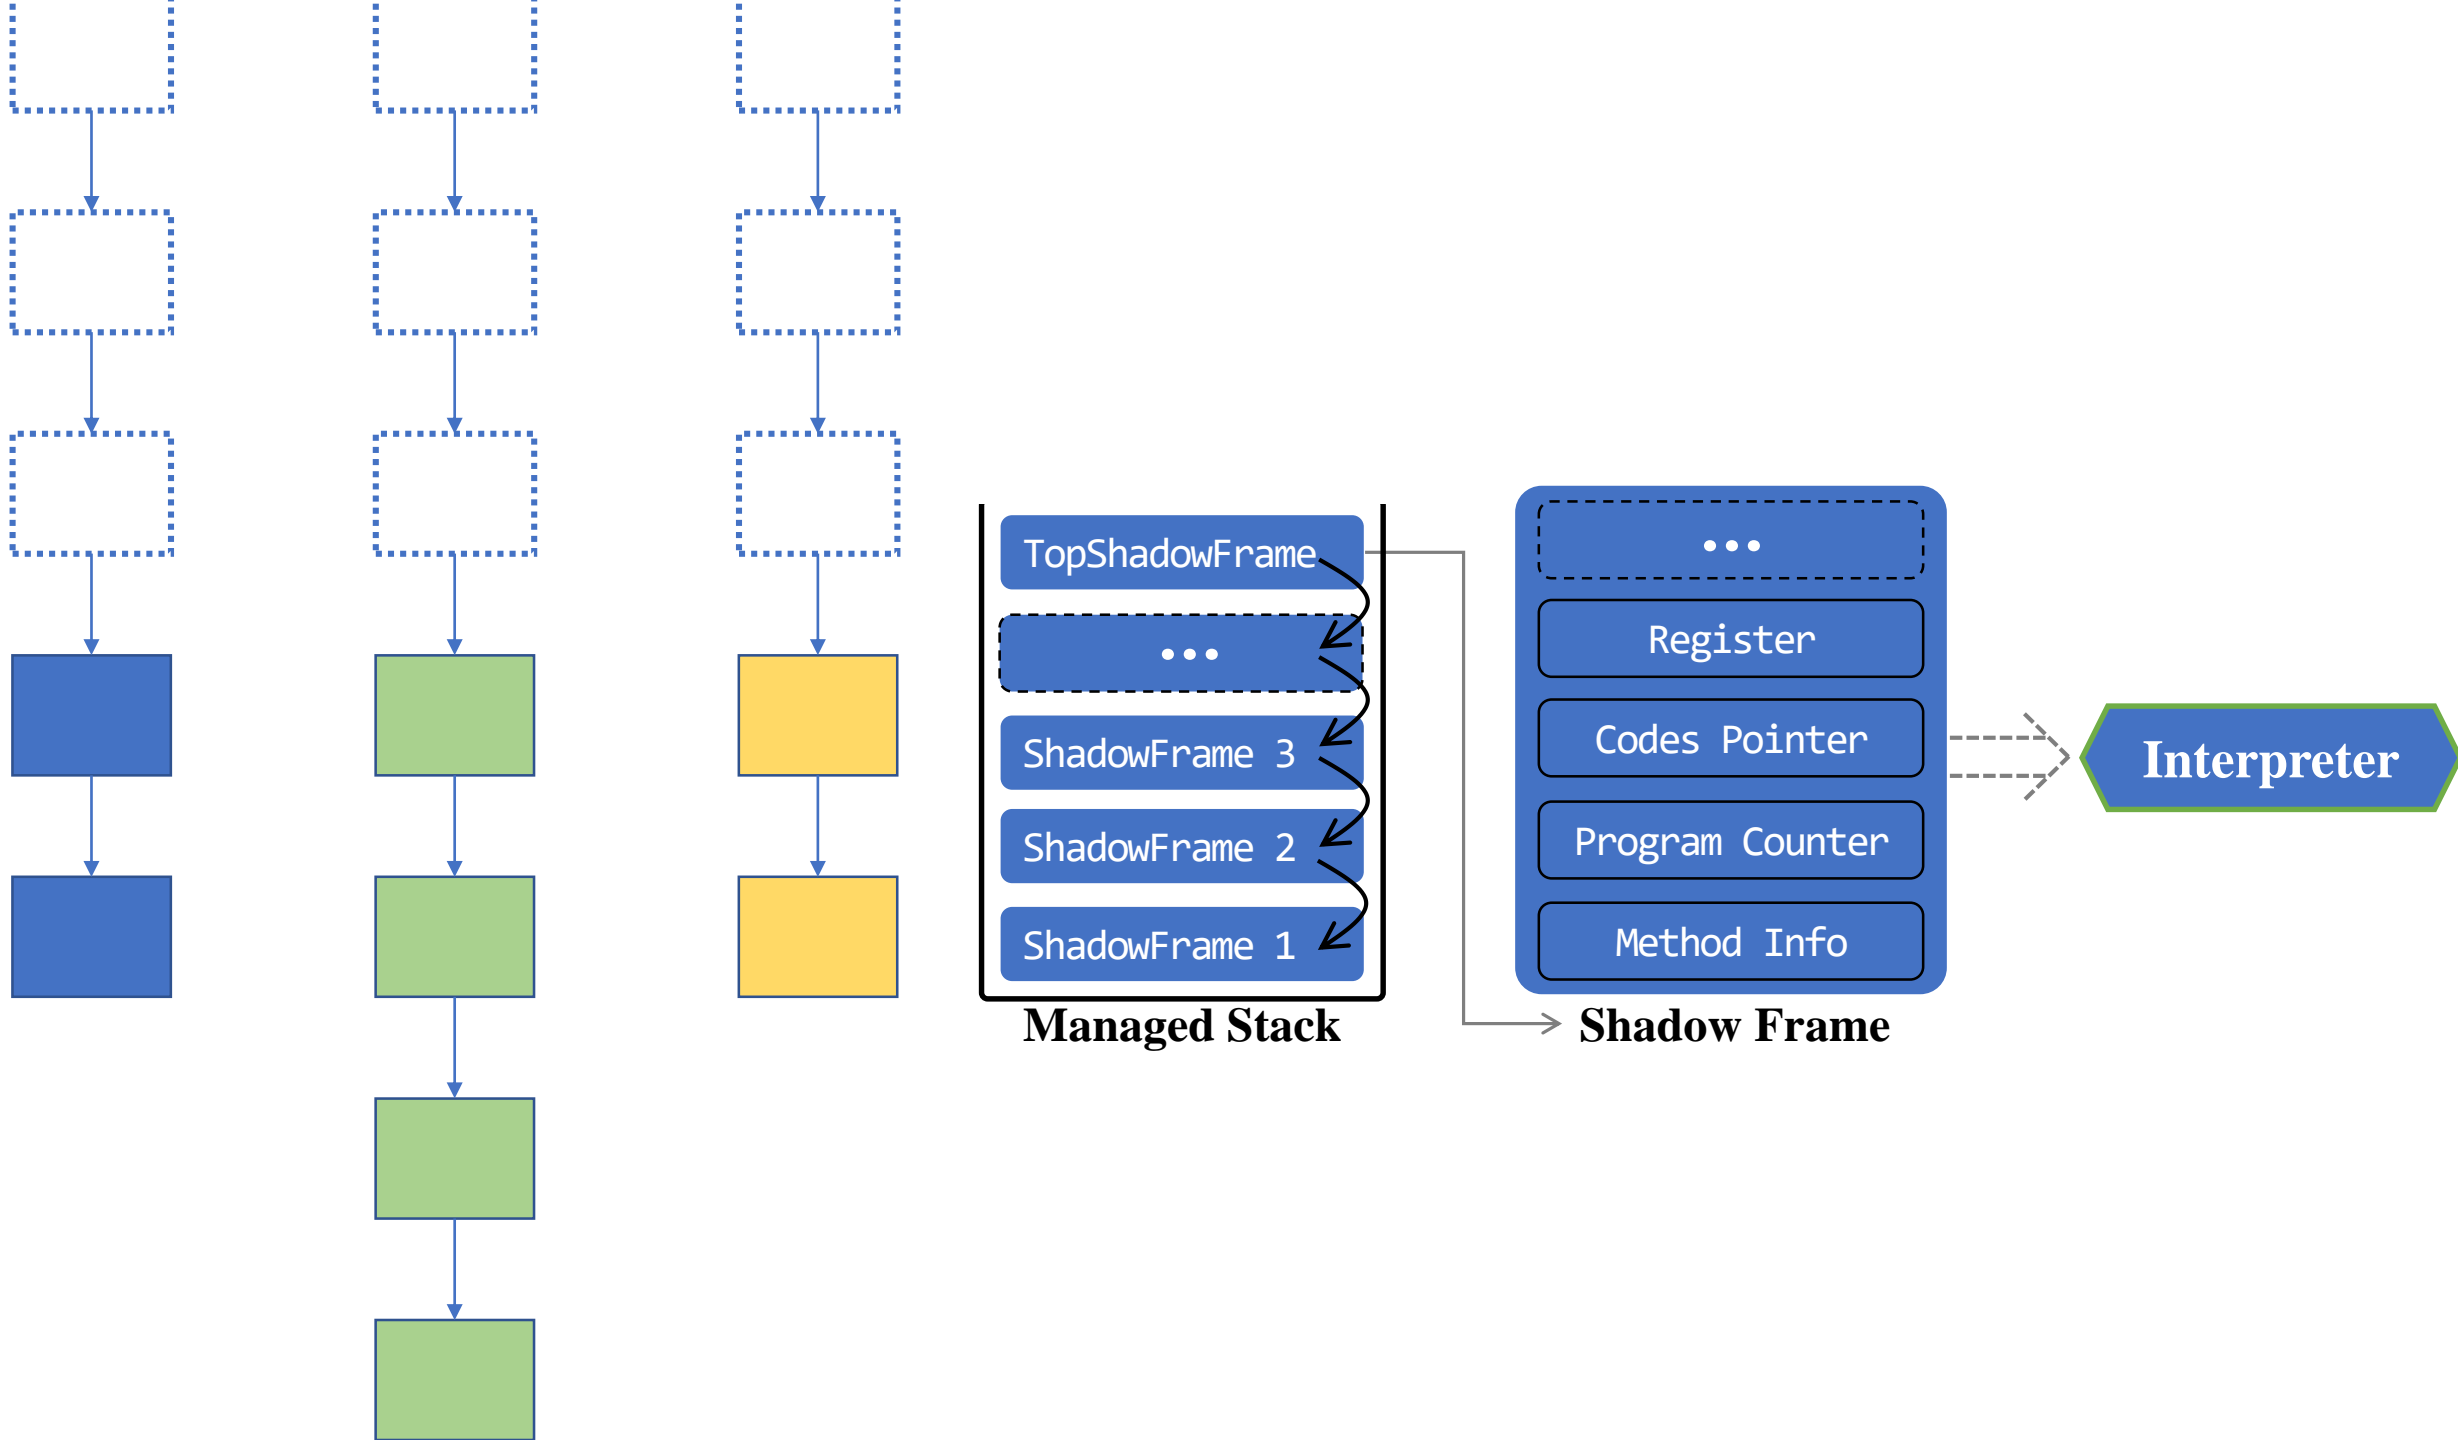 TopShadowFrame
...
ShadowFrame 3
ShadowFrame 2
ShadowFrame 1
Managed Stack
...
Register
Codes Pointer
Program Counter
Method Info
Shadow Frame
Interpreter